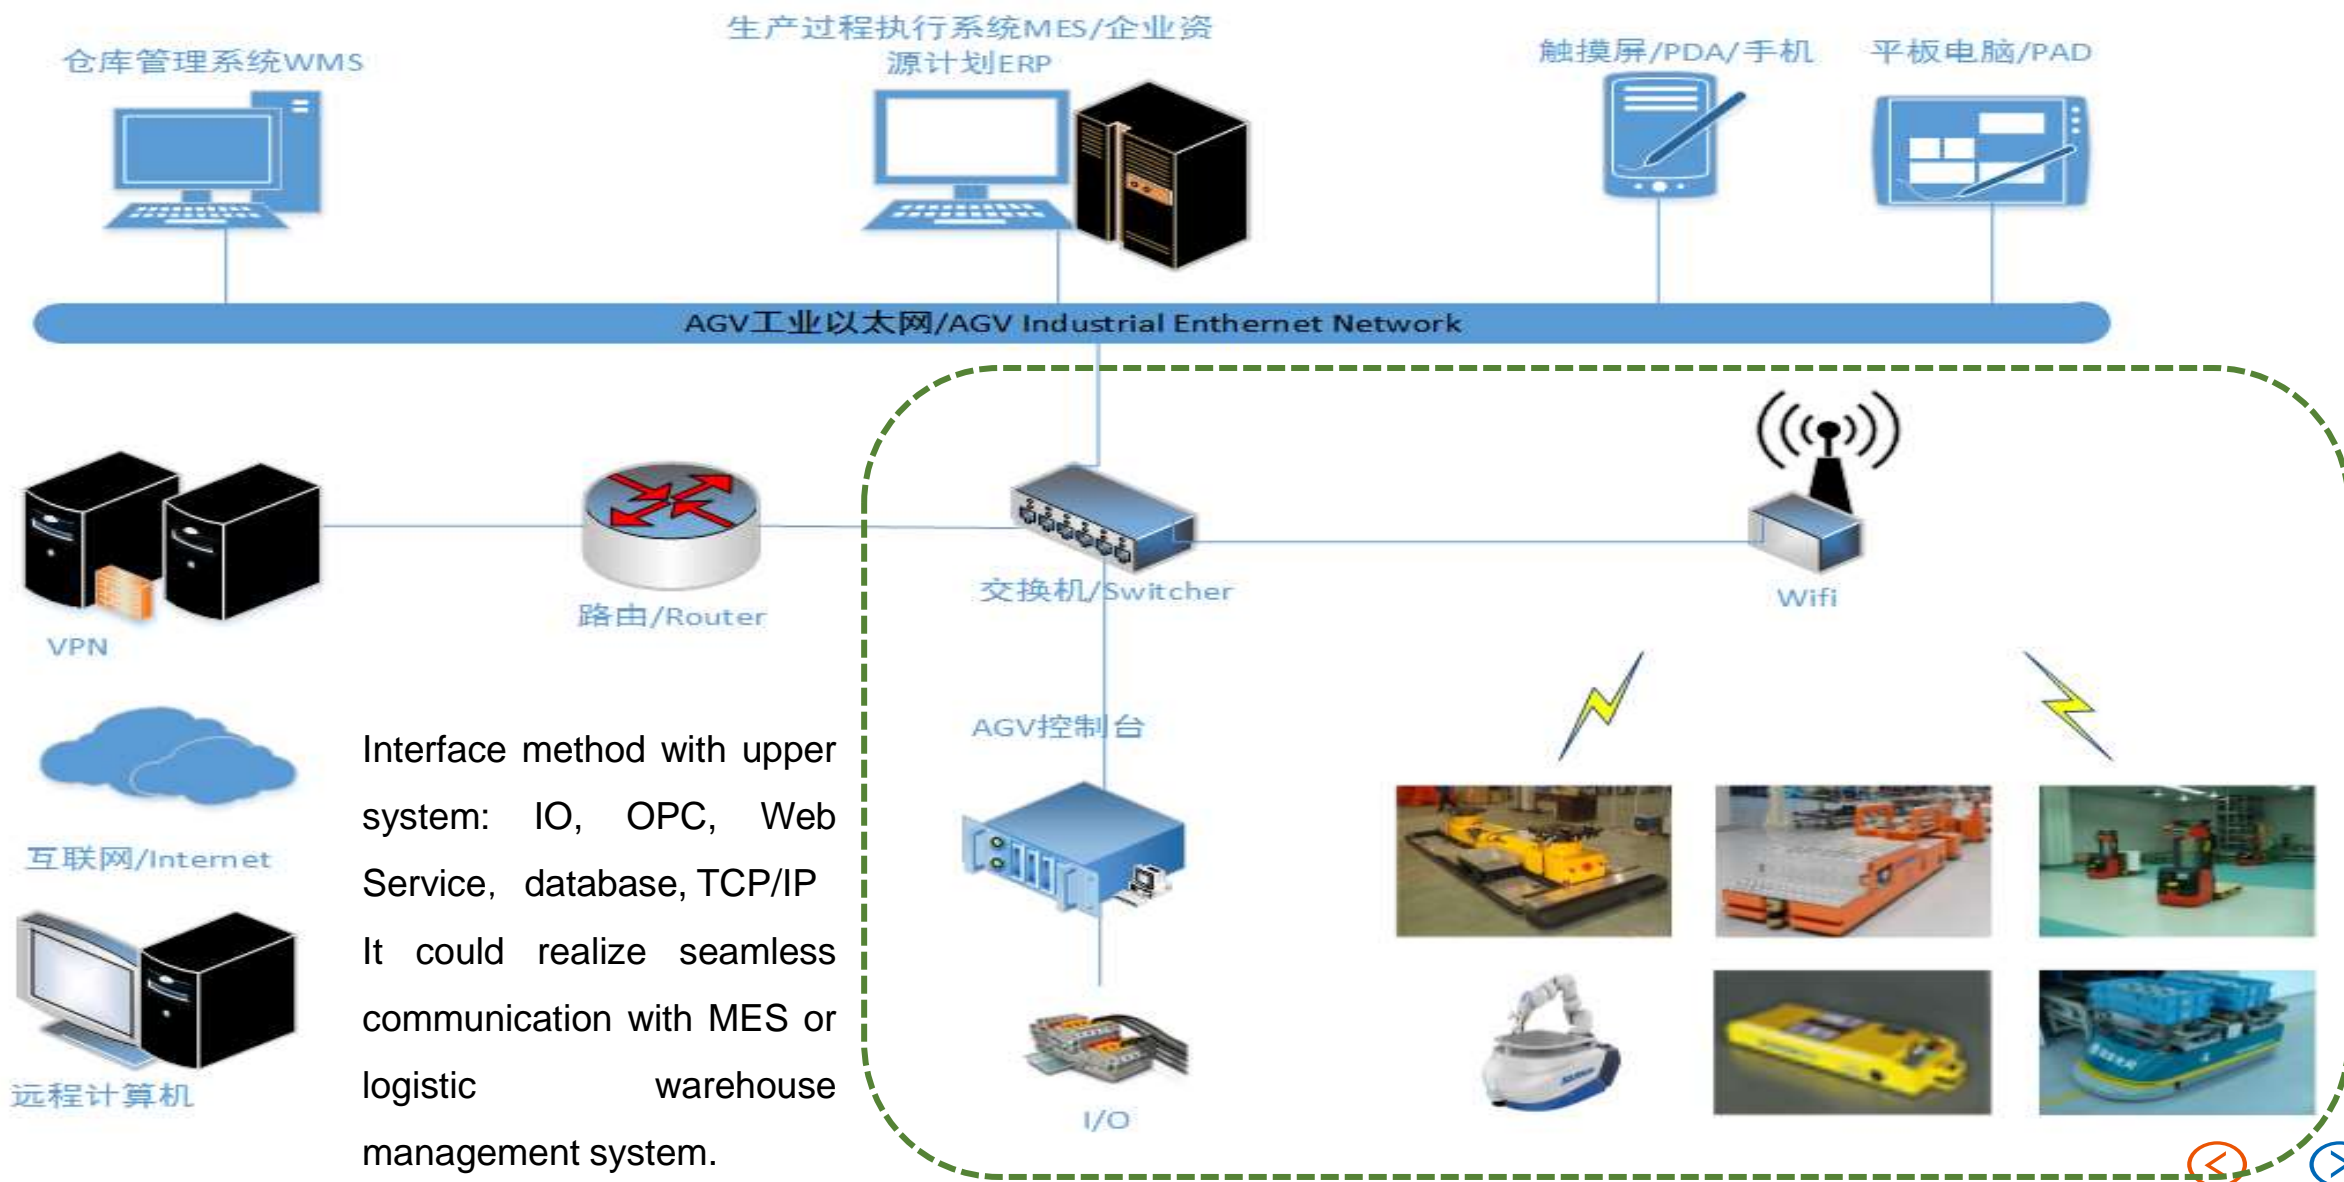 仓库管理系统WMS
生产过程执行系统MES/企业资
源计划ERP
触摸屏/PDA/手机
平板电脑/PAD
AGV工业以太网/AGV Industrial Enthernet Network
VPN
路由/Router
交换机/Switcher
Wifi
互联网/Internet
远程计算机
Interface method with upper
system: IO, OPC, Web
Service, database, TCP/IP
It could realize seamless
communication with MES or
logistic warehouse
management system.
AGV控制台
I/O